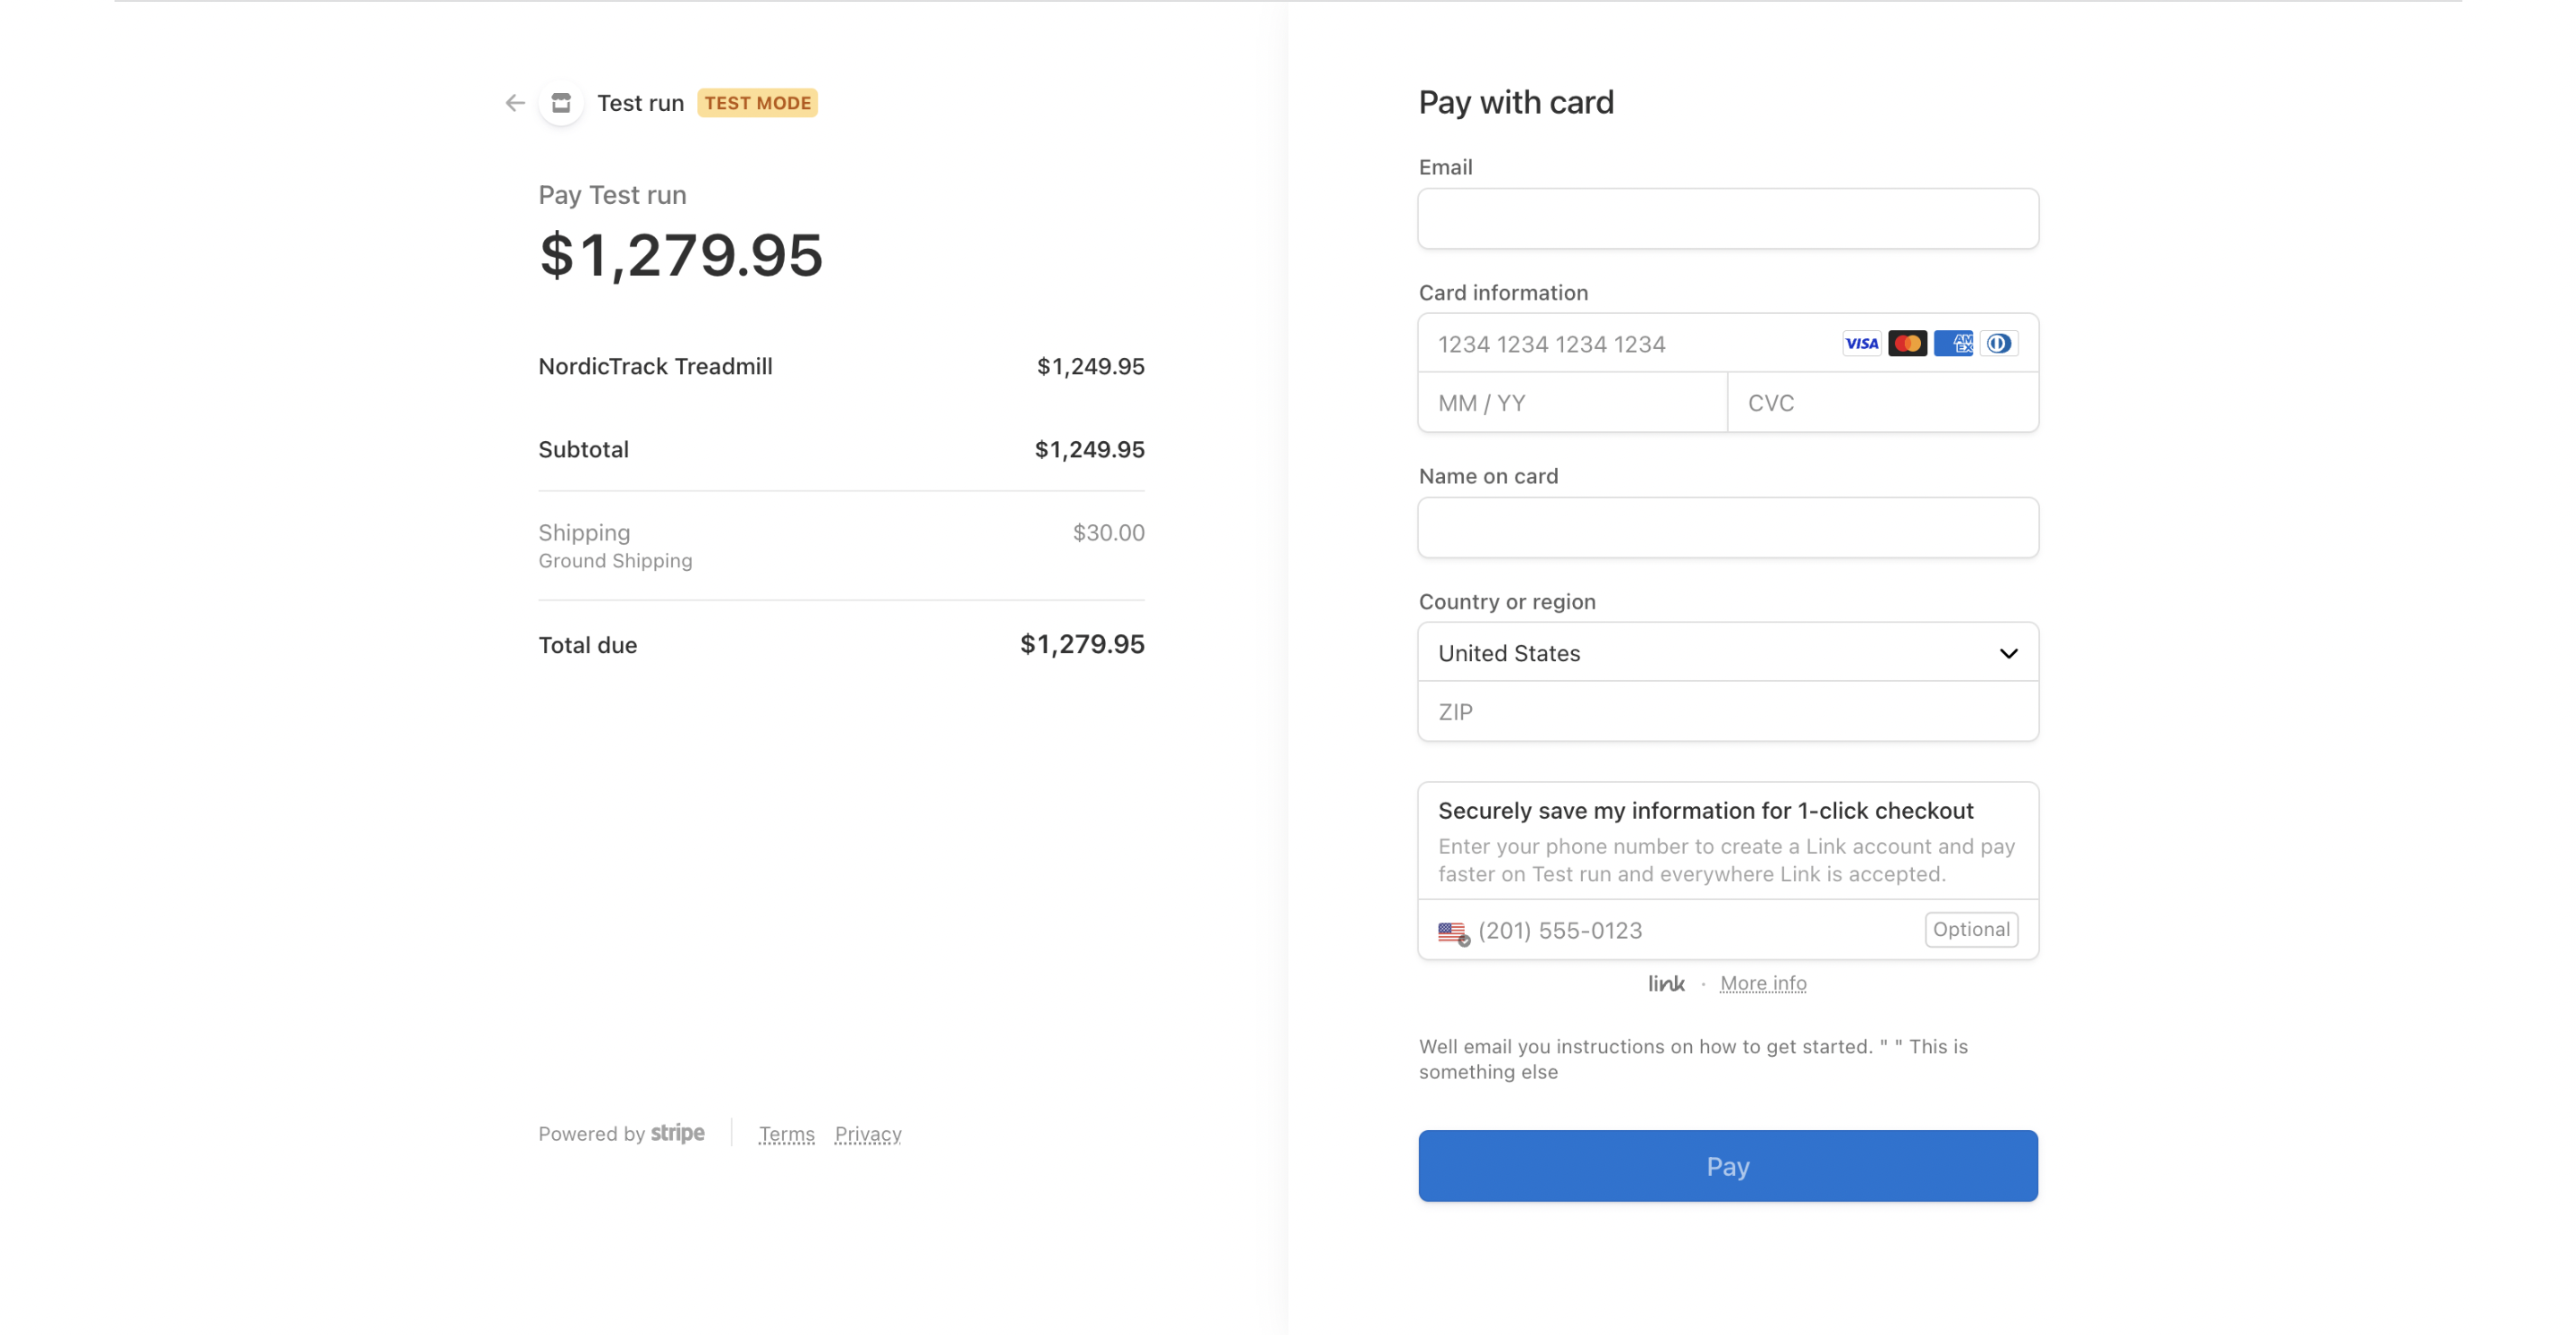 Test run TEST MODE
Pay Test run
$1,279.95
NordicTrack Treadmill $1,249.95
Subtotal $1,249.95
Shipping $30.00
Ground Shipping
Total due $1,279.95
Powered by stripe Terms Privacy
Pay with card
Email
Card information
1234 1234 1234 1234 VISA AMEX
MM / YY CVC
Name on card
Country or region
United States
ZIP
Securely save my information for 1-click checkout
Enter your phone number to create a Link account and pay
faster on Test run and everywhere Link is accepted.
(201) 555-0123 Optional
link · More info
Well email you instructions on how to get started. " " This is
something else
Pay